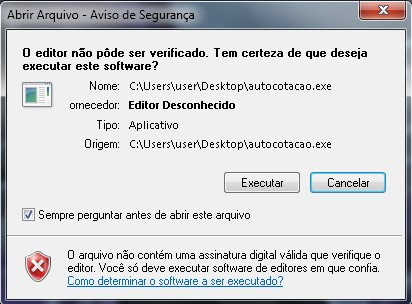 Abrir Arquivo - Aviso de Segurança
O editor não pôde ser verificado. Tem certeza de que deseja
executar este software?
Nome: C:\Users\user\Desktop\autocotacao.exe
ornecedor: Editor Desconhecido
Tipo: Aplicativo
Origem: C:\Users\user\Desktop\autocotacao.exe
Executar Cancelar
Sempre perguntar antes de abrir este arquivo
O arquivo não contém uma assinatura digital válida que verifique o
editor. Você só deve executar software de editores em que confia.
Como determinar o software a ser executado?